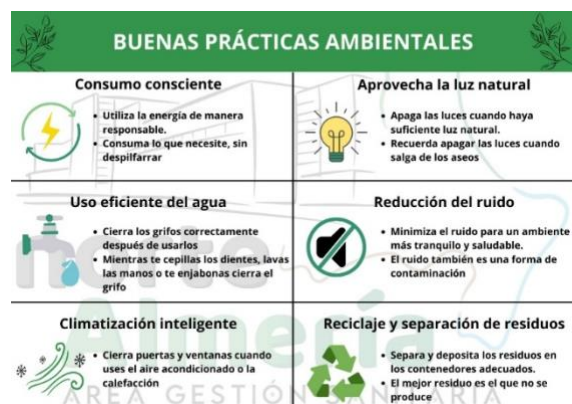 BUENAS PRÁCTICAS AMBIENTALES
Consumo consciente
• Utiliza la energía de manera
responsable.
• Consuma lo que necesite, sin
despilfarrar
Aprovecha la luz natural
• Apaga las luces cuando haya
suficiente luz natural.
• Recuerda apagar las luces cuando
salga de los aseos
Uso eficiente del agua
• Cierra los grifos correctamente
después de usarlos
• Mientras te cepillas los dientes, lavas
las manos o te enjabonas cierra el
grifo
Reducción del ruido
• Minimiza el ruido para un ambiente
más tranquilo y saludable.
• El ruido también es una forma de
contaminación
Climatización inteligente
• Cierra puertas y ventanas cuando
uses el aire acondicionado o la
calefacción
Reciclaje y separación de residuos
• Separa y deposita los residuos en
los contenedores adecuados.
• El mejor residuo es el que no se
produce
norte
Almería
ÁREA GESTIÓN SANITARIA